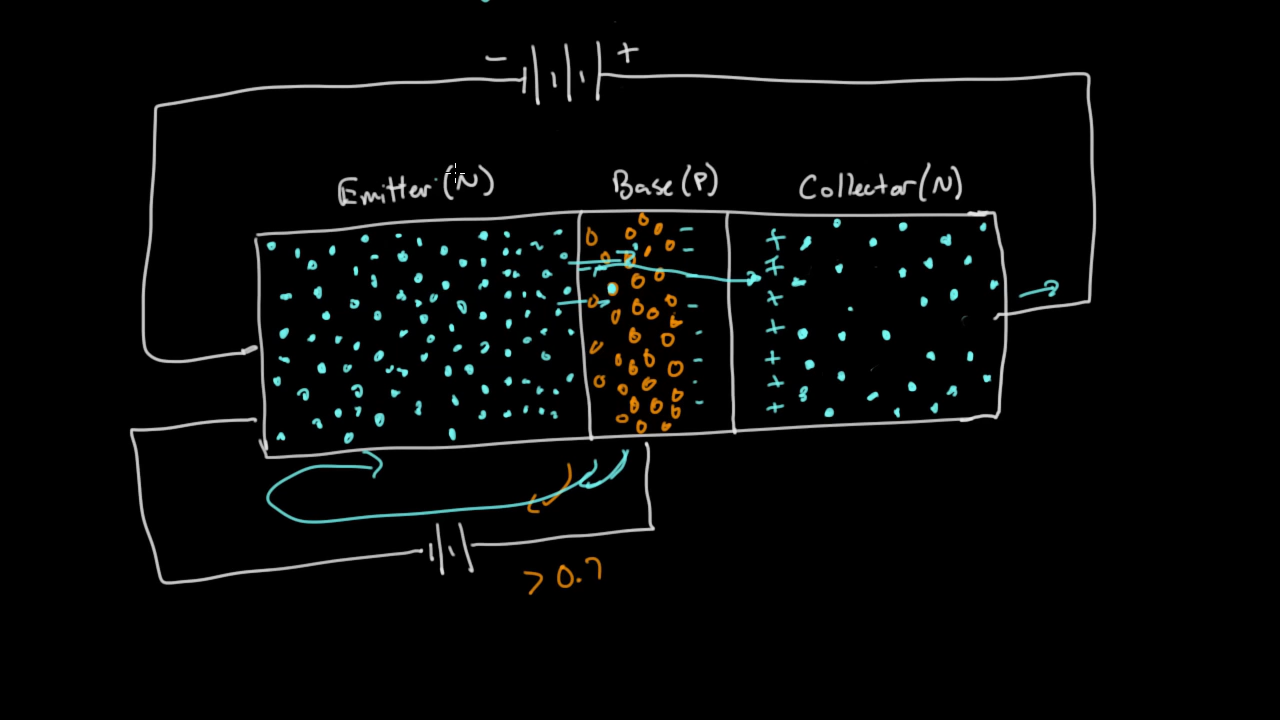 - +
Emitter (N) Base (P) Collector (N)
> 0.7